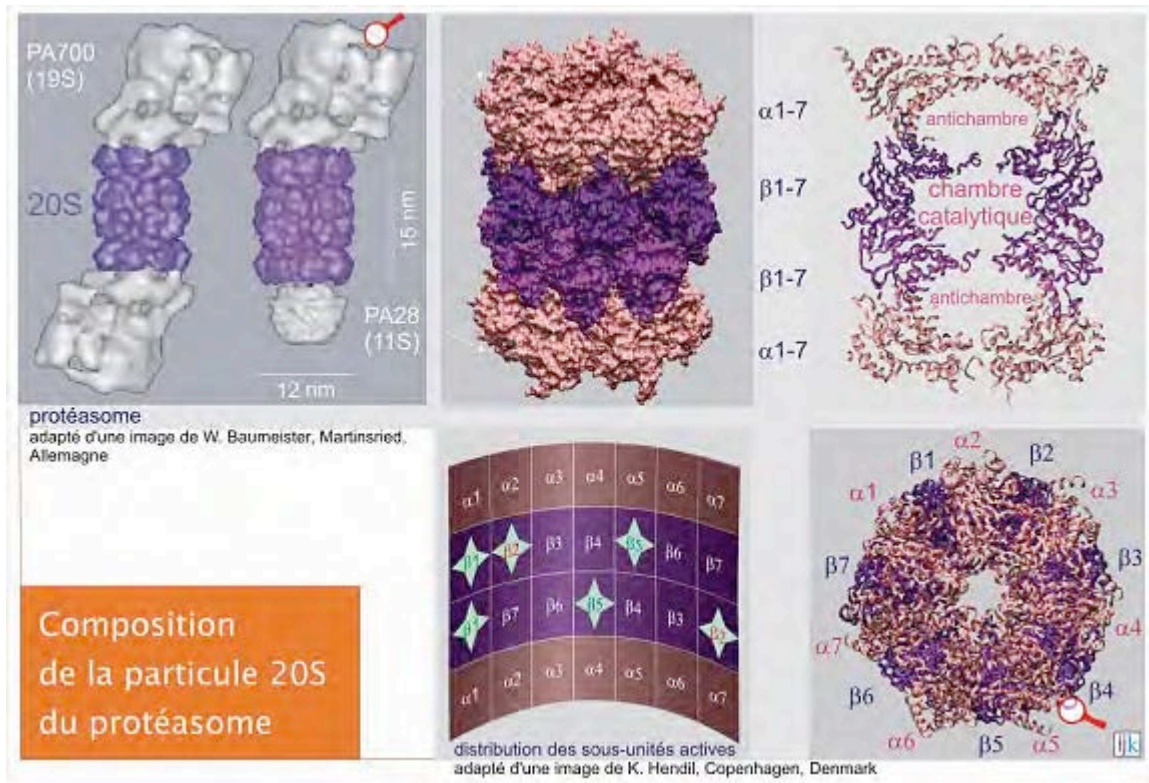 PA700
(19S)
20S
15 nm
PA28
(11S)
12 nm
protéasome
adapté d'une image de W. Baumeister, Martinsried,
Allemagne
α1-7
β1-7
β1-7
α1-7
antichambre
chambre
catalytique
antichambre
α1 α2 α3 α4 α5 α6 α7
β1 β2 β3 β4 β5 β6 β7
β1 β7 β6 β5 β4 β3 β2
α1 α2 α3 α4 α5 α6 α7
distribution des sous-unités actives
adapté d'une image de K. Hendil, Copenhagen, Denmark
α2
β1 β2
α1 α3
β7 β3
α7 α4
β6 β4
α6 β5 α5
Composition
de la particule 20S
du protéasome